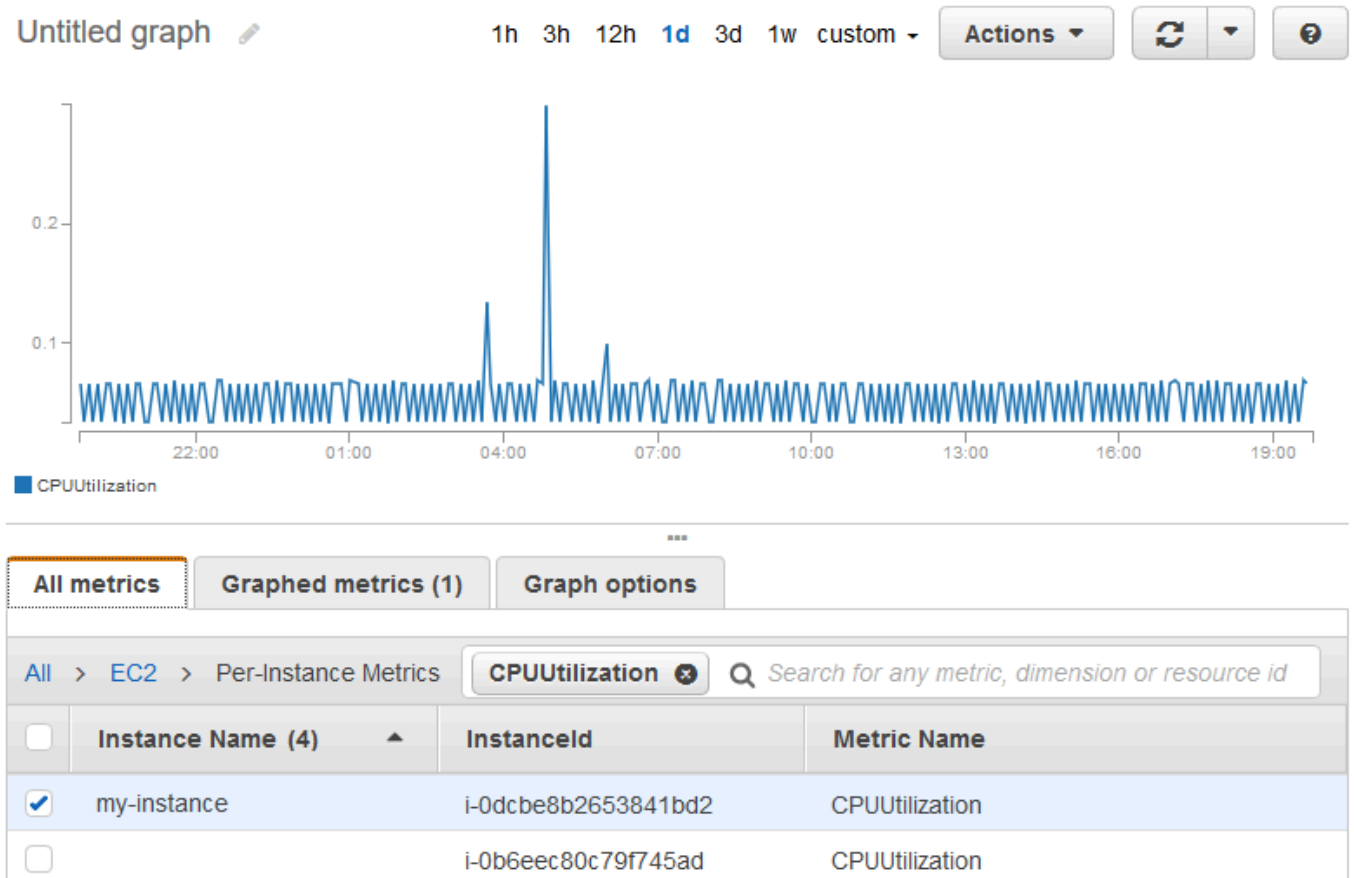 Untitled graph 1h 3h 12h 1d 3d 1w custom Actions
0.2
0.1
22:00 01:00 04:00 07:00 10:00 13:00 16:00 19:00
CPUUtilization
All metrics Graphed metrics (1) Graph options
All > EC2 > Per-Instance Metrics CPUUtilization Search for any metric, dimension or resource id
Instance Name (4) InstanceId Metric Name
my-instance i-0dcbe8b2653841bd2 CPUUtilization
i-0b6eec80c79f745ad CPUUtilization